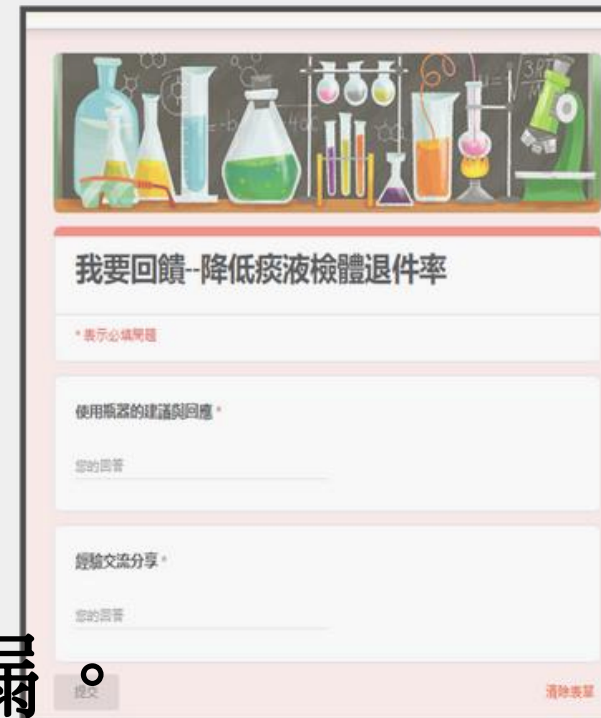 我要回饋--降低痰液檢體退件率
* 表示必填問題
使用瓶器的建議與回應 *
您的回答
經驗交流分享 *
您的回答
提交
清除表單